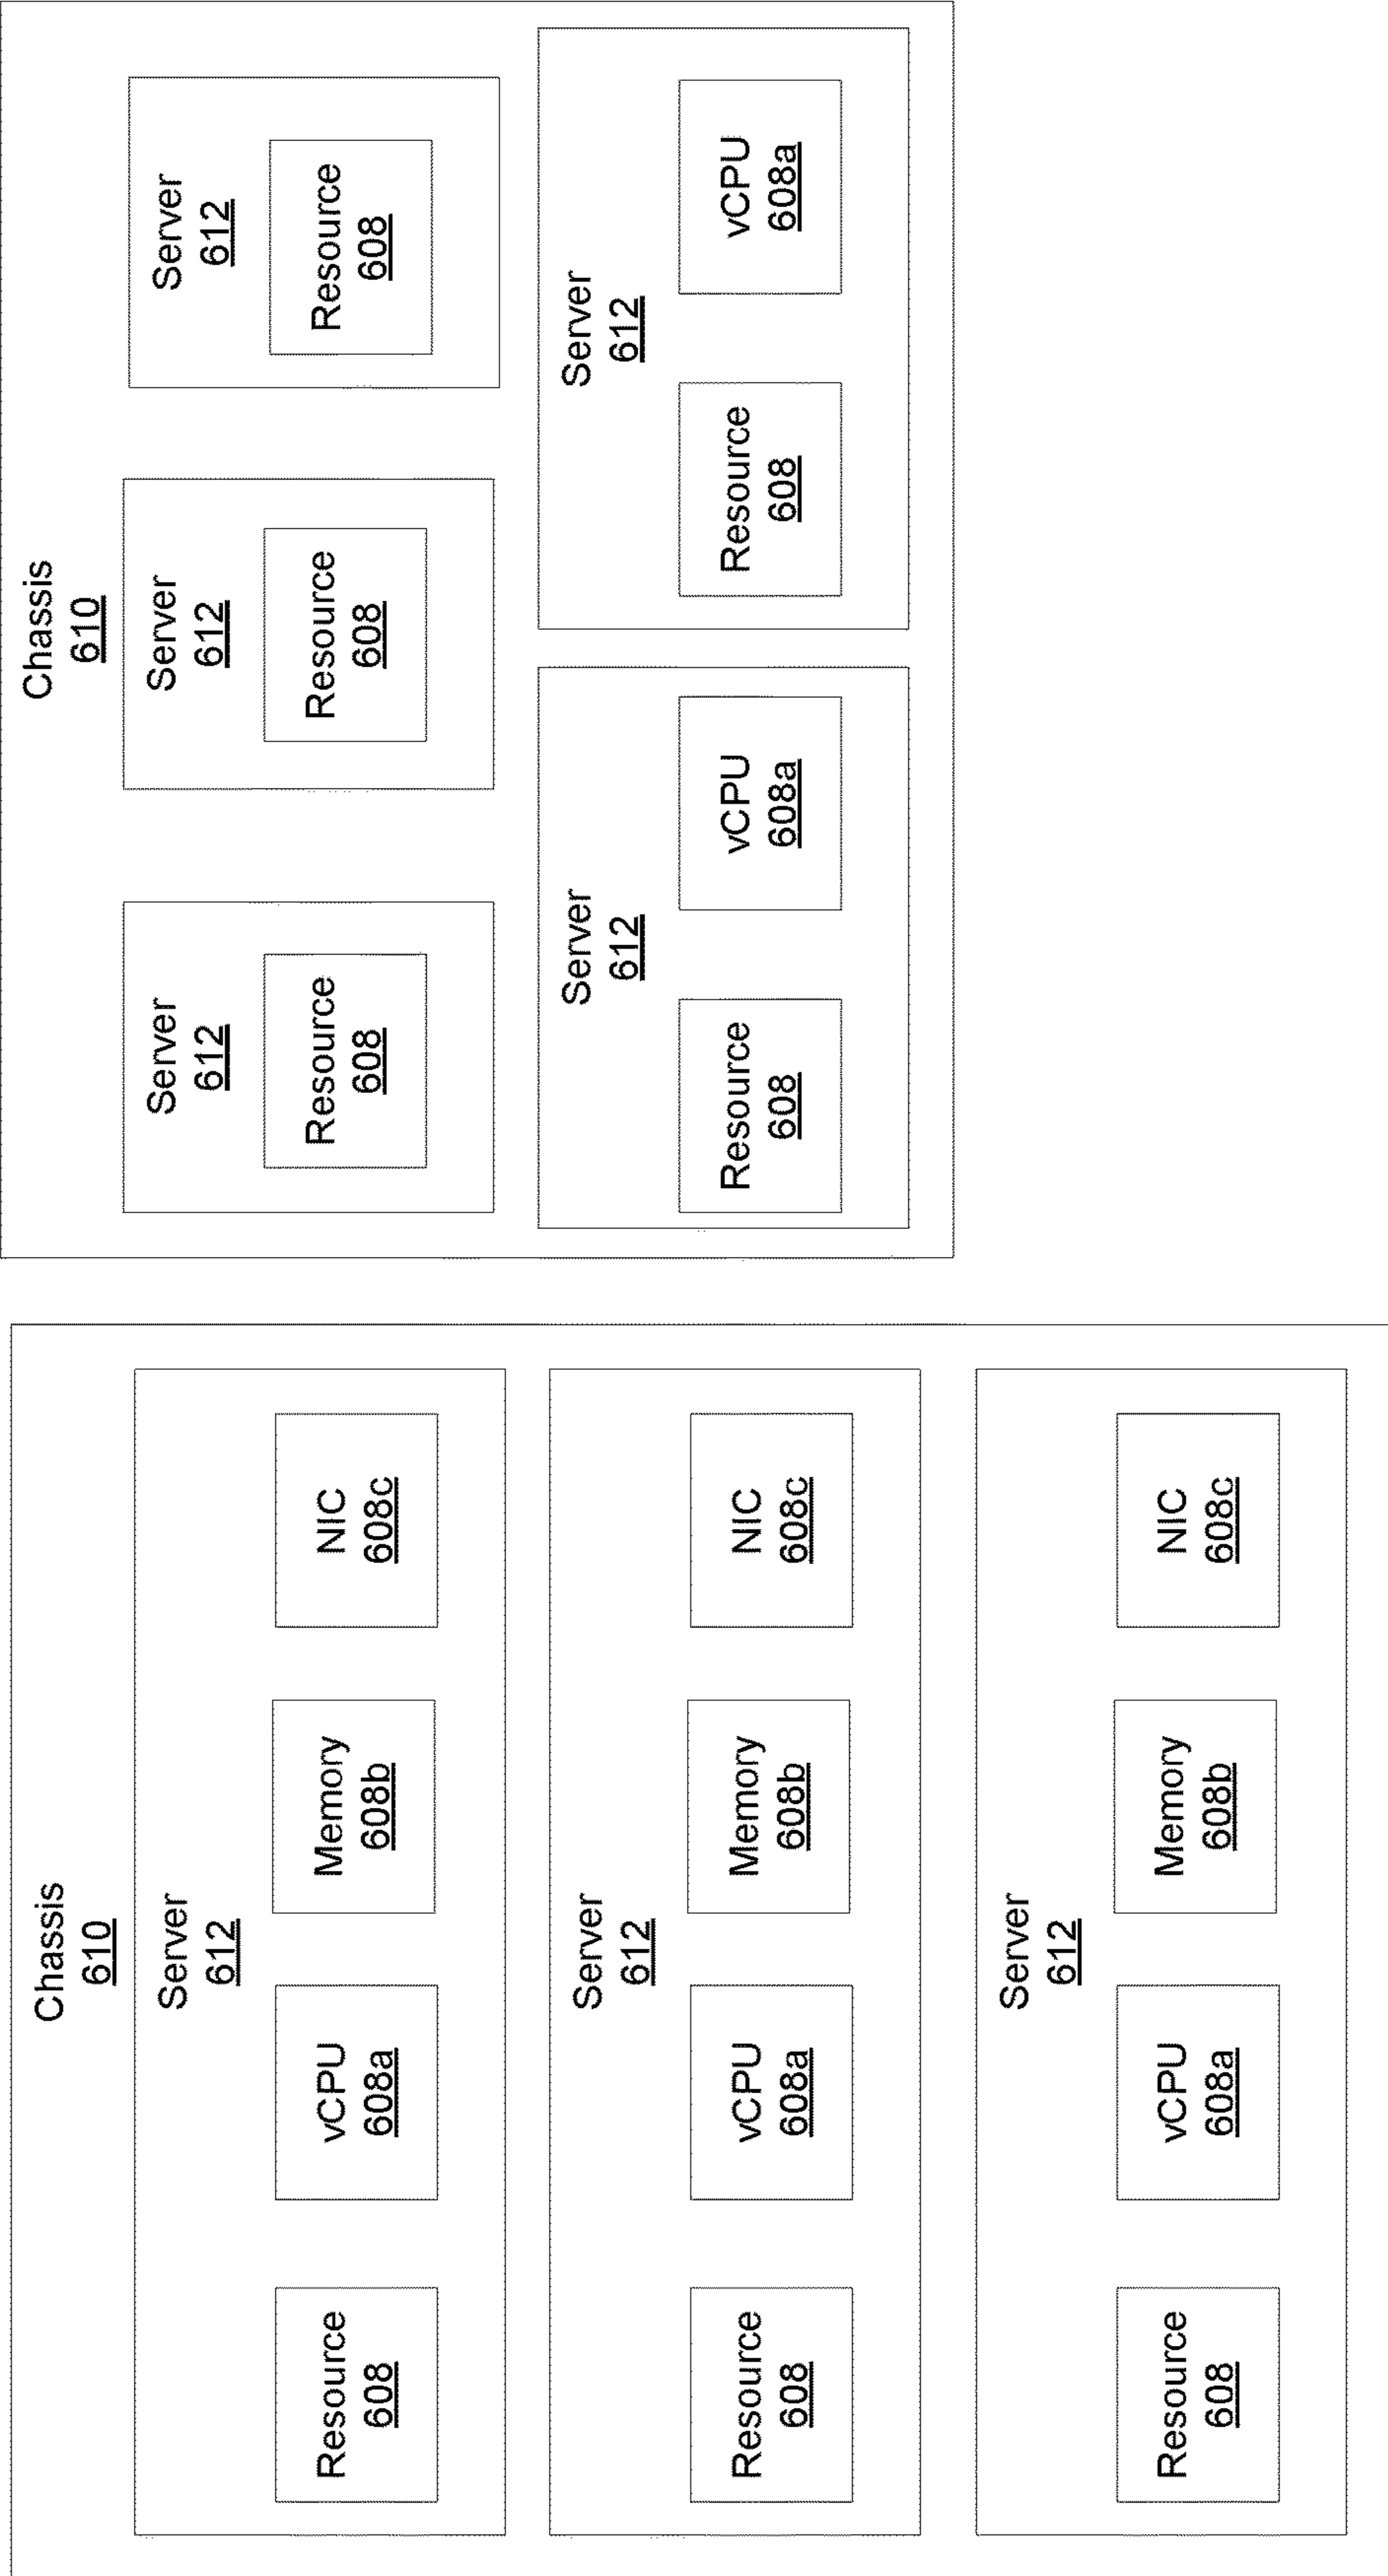 Chassis
610
Server
612
Resource
608
vCPU
608a
Memory
608b
NIC
608c
Server
612
Resource
608
vCPU
608a
Memory
608b
NIC
608c
Server
612
Resource
608
vCPU
608a
Memory
608b
NIC
608c
Chassis
610
Server
612
Resource
608
Server
612
Resource
608
Server
612
Resource
608
Server
612
Resource
608
vCPU
608a
Server
612
Resource
608
vCPU
608a